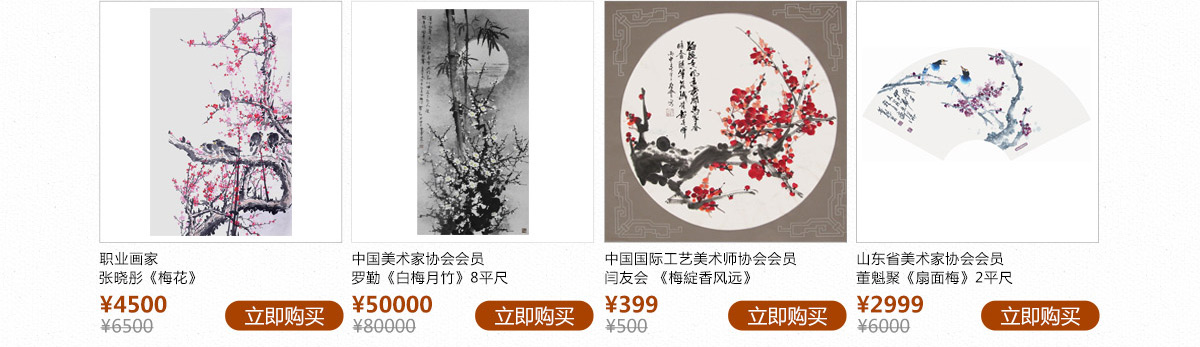 职业画家
张晓彤《梅花》
¥4500
¥6500
立即购买
中国美术家协会会员
罗勤《白梅月竹》8平尺
¥50000
¥80000
立即购买
中国国际工艺美术师协会会员
闫友会 《梅綻香风远》
¥399
¥500
立即购买
山东省美术家协会会员
董魁聚《扇面梅》2平尺
¥2999
¥6000
立即购买